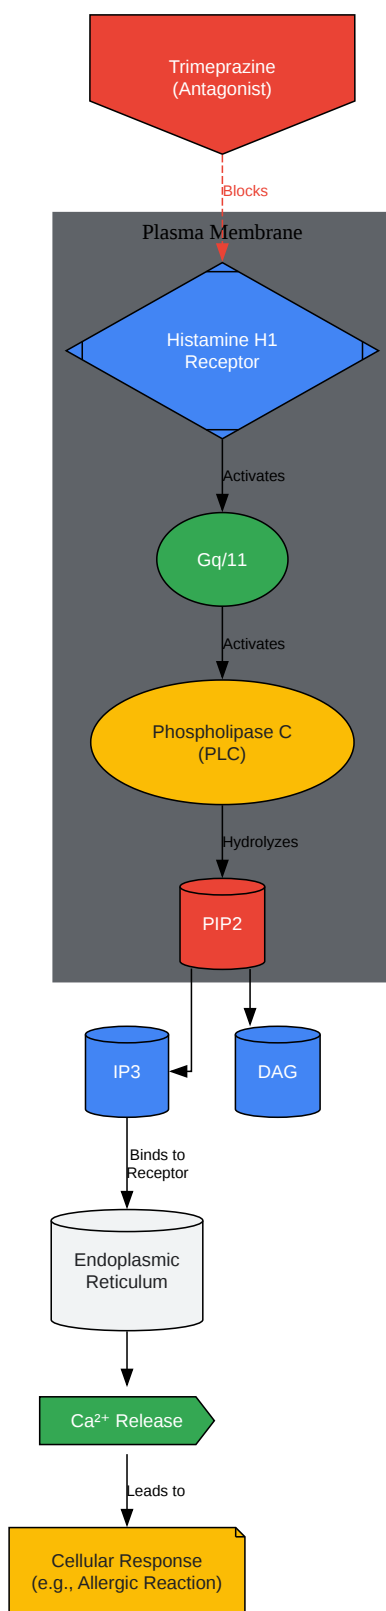 Trimeprazine
(Antagonist)
Blocks
Plasma Membrane
Histamine H1
Receptor
Activates
Gq/11
Activates
Phospholipase C
(PLC)
Hydrolyzes
PIP2
IP3
DAG
Binds to
Receptor
Endoplasmic
Reticulum
Ca²⁺ Release
Leads to
Cellular Response
(e.g., Allergic Reaction)